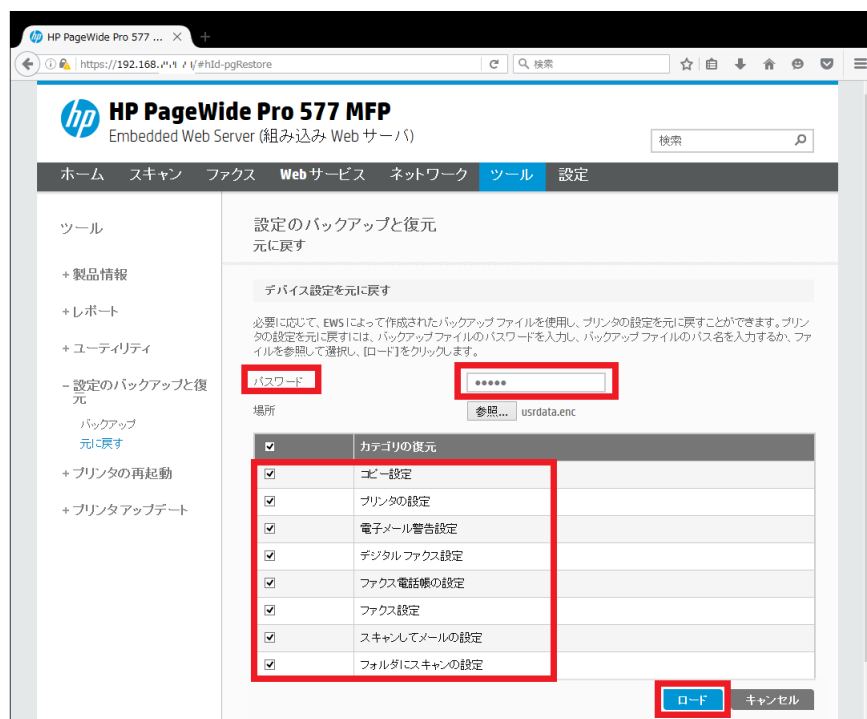 HP PageWide Pro 577 ... × +
https://192.168. /#hId-pgRestore
検索
hp
HP PageWide Pro 577 MFP
Embedded Web Server (組み込み Web サーバ)
検索
ホーム スキャン ファクス Webサービス ネットワーク ツール 設定
ツール
+ 製品情報
+ レポート
+ ユーティリティ
- 設定のバックアップと復
元
バックアップ
元に戻す
+ プリンタの再起動
+ プリンタ アップデート
設定のバックアップと復元
元に戻す
デバイス設定を元に戻す
必要に応じて、EWSによって作成されたバックアップ ファイルを使用し、プリンタの設定を元に戻すことができます。プリン
タの設定を元に戻すには、バックアップファイルのパスワードを入力し、バックアップ ファイルのパス名を入力するか、ファ
イルを参照して選択し、[ロード]をクリックします。
パスワード ●●●●●
場所 参照... usrdata.enc
カテゴリの復元
コピー設定
プリンタの設定
電子メール警告設定
デジタル ファクス設定
ファクス電話帳の設定
ファクス設定
スキャンしてメールの設定
フォルダにスキャンの設定
ロード キャンセル